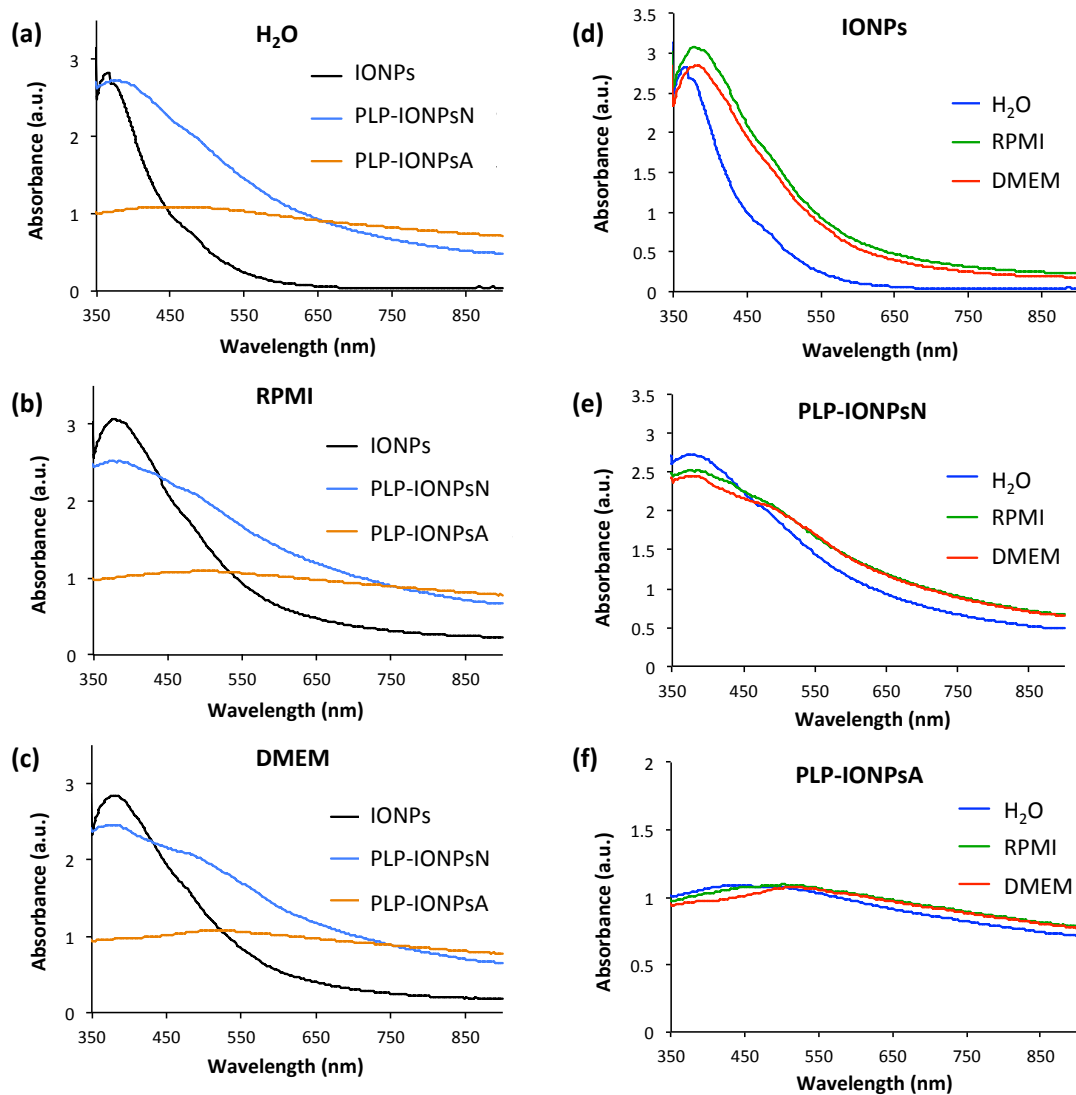 (a)
H₂O
IONPs
PLP-IONPsN
PLP-IONPsA
Absorbance (a.u.)
3
2
1
0
350 450 550 650 750 850
Wavelength (nm)
(b)
RPMI
IONPs
PLP-IONPsN
PLP-IONPsA
Absorbance (a.u.)
3
2
1
0
350 450 550 650 750 850
Wavelength (nm)
(c)
DMEM
IONPs
PLP-IONPsN
PLP-IONPsA
Absorbance (a.u.)
3
2
1
0
350 450 550 650 750 850
Wavelength (nm)
(d)
IONPs
H₂O
RPMI
DMEM
Absorbance (a.u.)
3.5
3
2.5
2
1.5
1
0.5
0
350 450 550 650 750 850
Wavelength (nm)
(e)
PLP-IONPsN
H₂O
RPMI
DMEM
Absorbance (a.u.)
3.5
3
2.5
2
1.5
1
0.5
0
350 450 550 650 750 850
Wavelength (nm)
(f)
PLP-IONPsA
H₂O
RPMI
DMEM
Absorbance (a.u.)
2
1.5
1
0.5
0
350 450 550 650 750 850
Wavelength (nm)